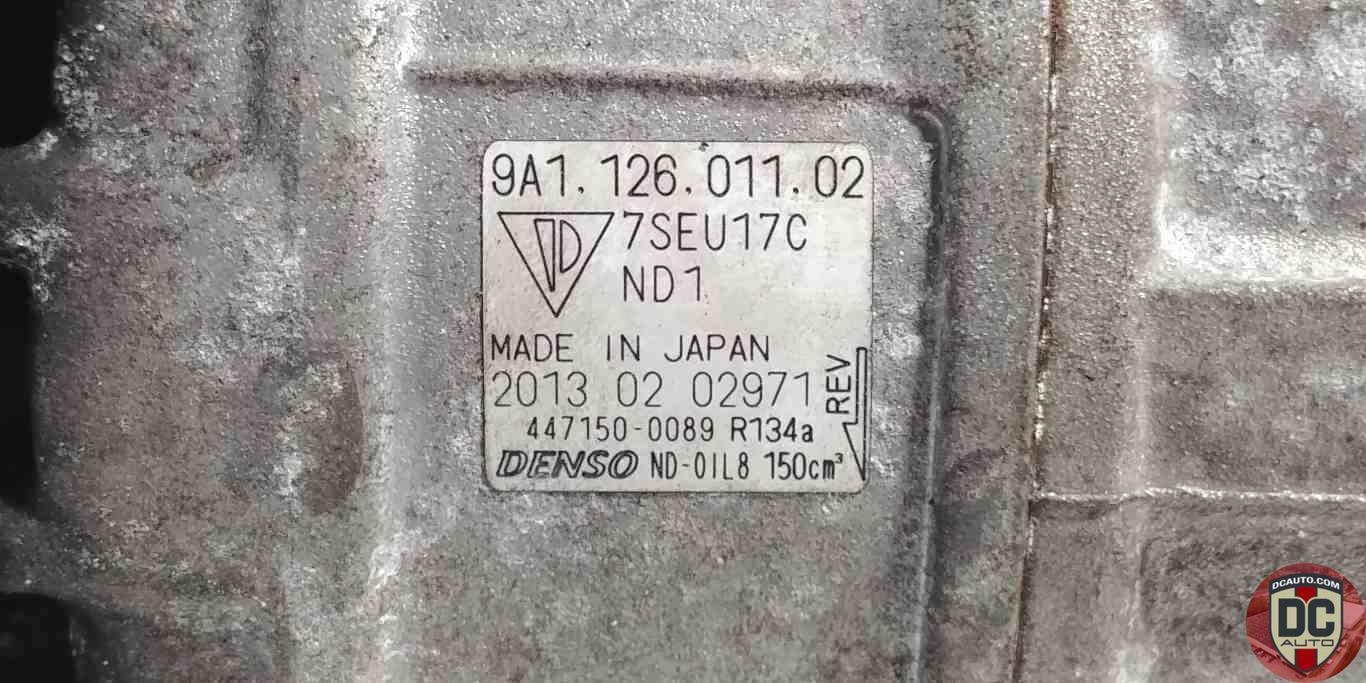 9A1.126.011.02
7SEU17C
ND1
MADE IN JAPAN
2013 02 02971
REV
447150-0089 R134a
DENSO ND-OIL8 150cm³
DCAUTO.COM
DC
AUTO